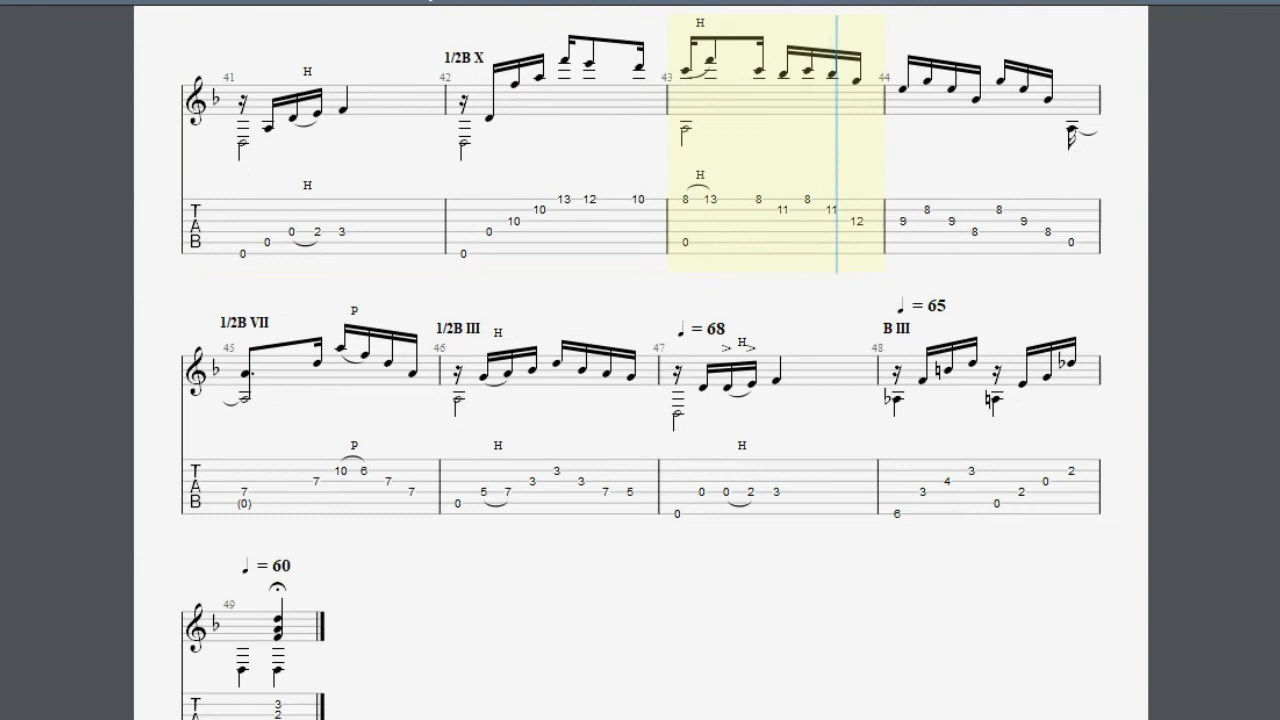 H
1/2B X
41 42 43 44
H
H
H
T A B
13 12 10 8 13 8 8
10 11 11 8 8
10 12 9 9 9
0 0 2 3 8 8
0 0 0
0 0
♩ = 65
1/2B VII P 1/2B III H ♩ = 68 H B III
45 46 47 48
> >
P H H
T A B
10 6 3 3 2
7 7 3 3 4 0
7 7 5 7 7 5 0 0 2 3 3 2
(0) 0 0
0 6
♩ = 60
49
T
3
2